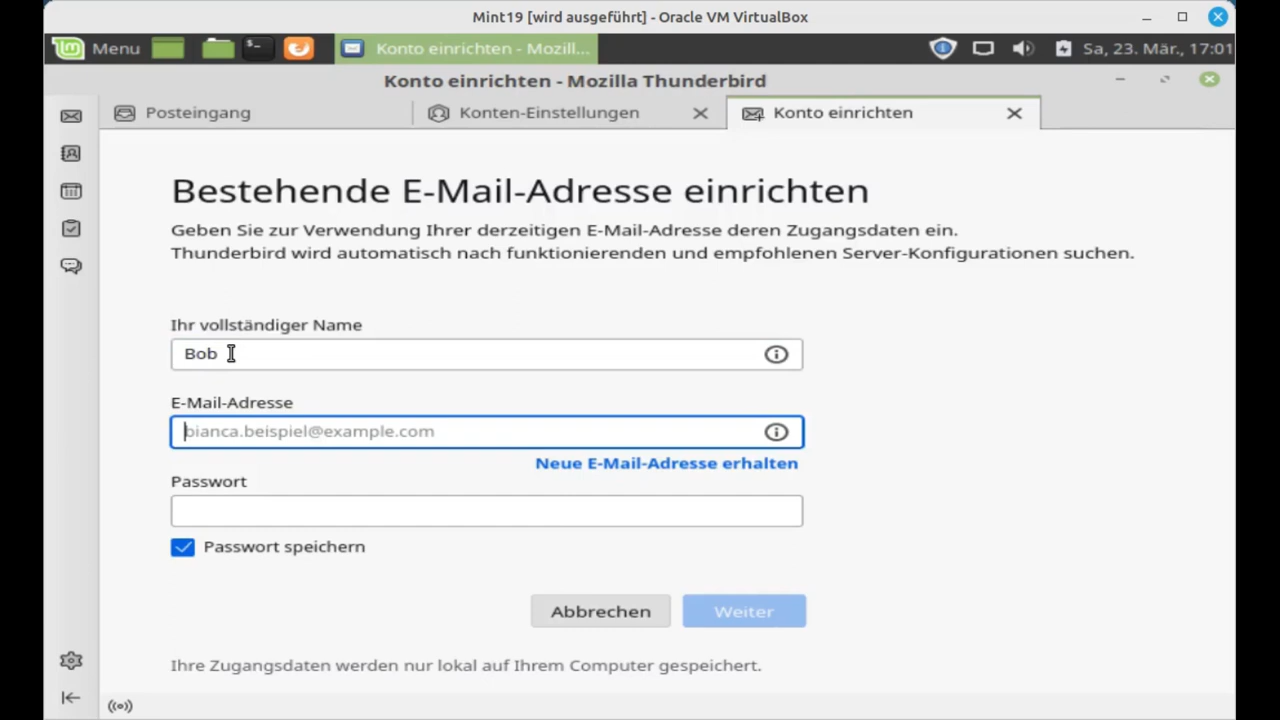 Mint19 [wird ausgeführt] - Oracle VM VirtualBox
Menu
Konto einrichten - Mozill...
Sa, 23. Mär., 17:01
Konto einrichten - Mozilla Thunderbird
Posteingang
Konten-Einstellungen
Konto einrichten
Bestehende E-Mail-Adresse einrichten
Geben Sie zur Verwendung Ihrer derzeitigen E-Mail-Adresse deren Zugangsdaten ein.
Thunderbird wird automatisch nach funktionierenden und empfohlenen Server-Konfigurationen suchen.
Ihr vollständiger Name
Bob
E-Mail-Adresse
bianca.beispiel@example.com
Neue E-Mail-Adresse erhalten
Passwort
Passwort speichern
Abbrechen
Weiter
Ihre Zugangsdaten werden nur lokal auf Ihrem Computer gespeichert.